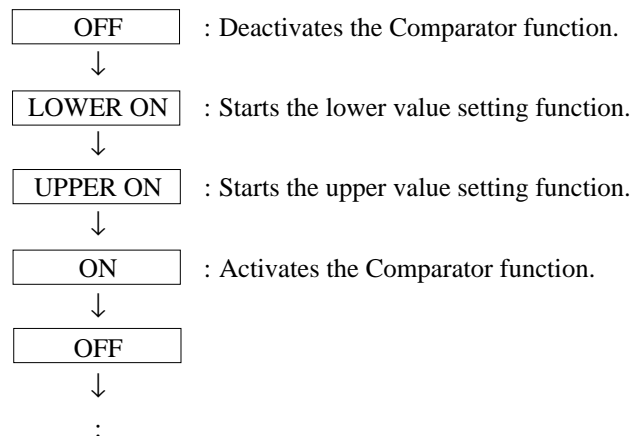 OFF : Deactivates the Comparator function.
↓
LOWER ON : Starts the lower value setting function.
↓
UPPER ON : Starts the upper value setting function.
↓
ON : Activates the Comparator function.
↓
OFF
↓
: